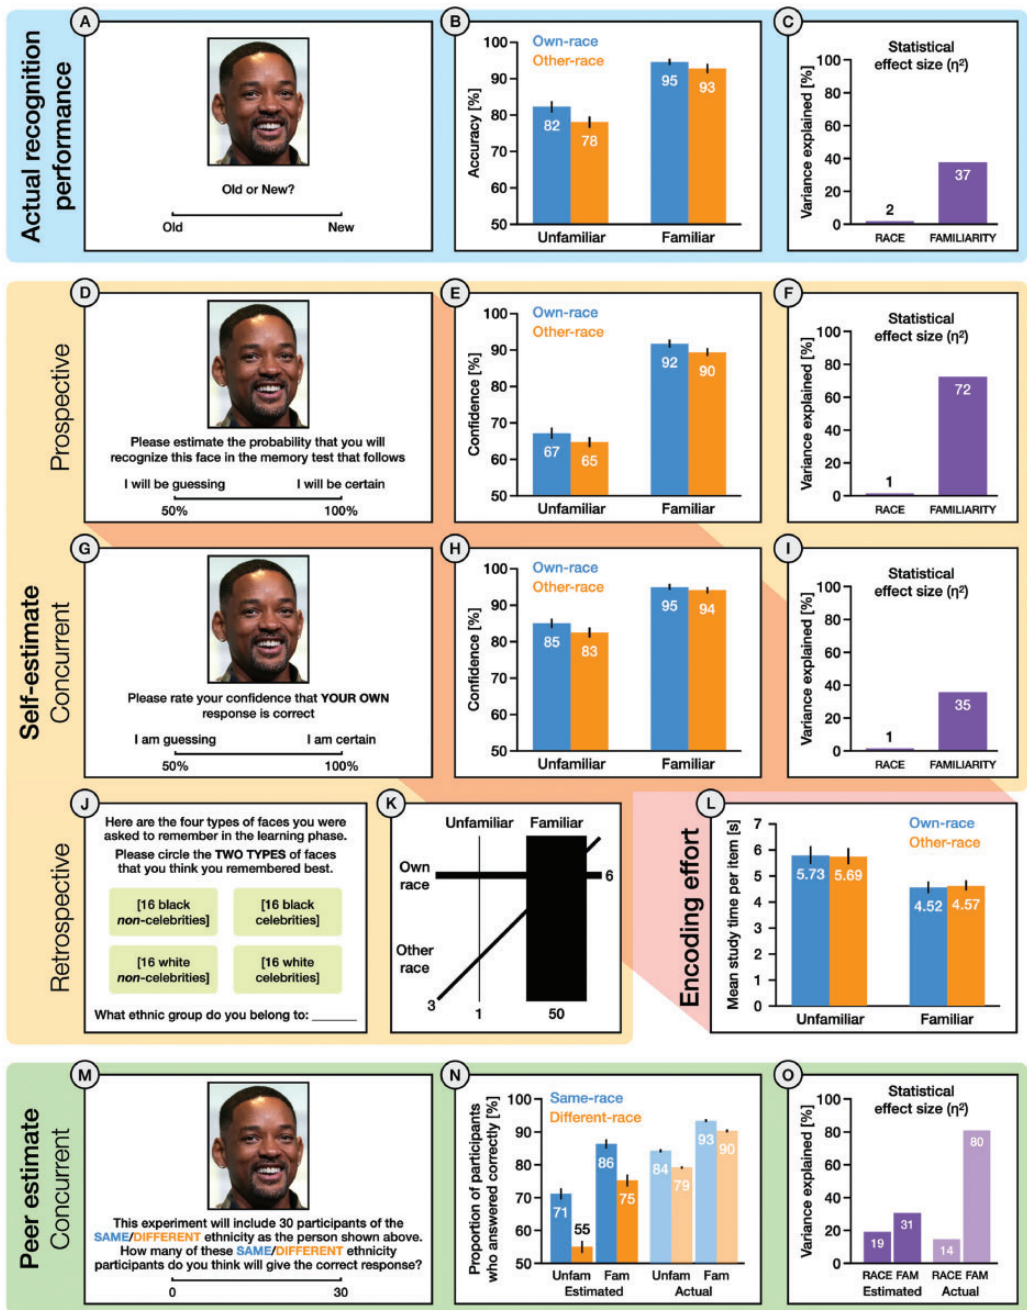 Actual recognition
performance
A
Old or New?
Old New
B
Own-race
Other-race
Accuracy [%]
100
90
80
70
60
50
82
78
95
93
Unfamiliar Familiar
C
Statistical
effect size (η²)
Variance explained [%]
100
80
60
40
20
0
2
37
RACE FAMILIARITY
Self-estimate
Prospective
D
Please estimate the probability that you will
recognize this face in the memory test that follows
I will be guessing I will be certain
50% 100%
E
Own-race
Other-race
Confidence [%]
100
90
80
70
60
50
67
65
92
90
Unfamiliar Familiar
F
Statistical
effect size (η²)
Variance explained [%]
100
80
60
40
20
0
1
72
RACE FAMILIARITY
Concurrent
G
Please rate your confidence that YOUR OWN
response is correct
I am guessing I am certain
50% 100%
H
Own-race
Other-race
Confidence [%]
100
90
80
70
60
50
85
83
95
94
Unfamiliar Familiar
I
Statistical
effect size (η²)
Variance explained [%]
100
80
60
40
20
0
1
35
RACE FAMILIARITY
Retrospective
J
Here are the four types of faces you were
asked to remember in the learning phase.
Please circle the TWO TYPES of faces
that you think you remembered best.
[16 black [16 black
non-celebrities] celebrities]
[16 white [16 white
non-celebrities] celebrities]
What ethnic group do you belong to: _______
K
Unfamiliar Familiar
Own
race
6
Other
race
3
1 50
Encoding effort
L
Own-race
Other-race
Mean study time per item [s]
7
6
5
4
3
2
1
0
5.73
5.69
4.52
4.57
Unfamiliar Familiar
Peer estimate
Concurrent
M
This experiment will include 30 participants of the
SAME/DIFFERENT ethnicity as the person shown above.
How many of these SAME/DIFFERENT ethnicity
participants do you think will give the correct response?
0 30
N
Same-race
Different-race
Proportion of participants
who answered correctly [%]
100
90
80
70
60
50
71
55
86
75
84
79
93
90
Unfam Fam Unfam Fam
Estimated Actual
O
Statistical
effect size (η²)
Variance explained [%]
100
80
60
40
20
0
19
31
14
80
RACE FAM RACE FAM
Estimated Actual